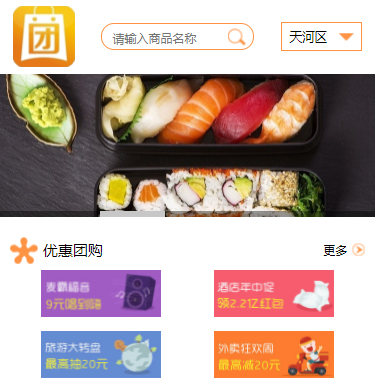 团
请输入商品名称
天河区
优惠团购
更多
麦霸福音
9元唱到嗨
酒店年中促
领2.2亿红包
旅游大转盘
最高抽20元
外卖狂欢周
最高减20元